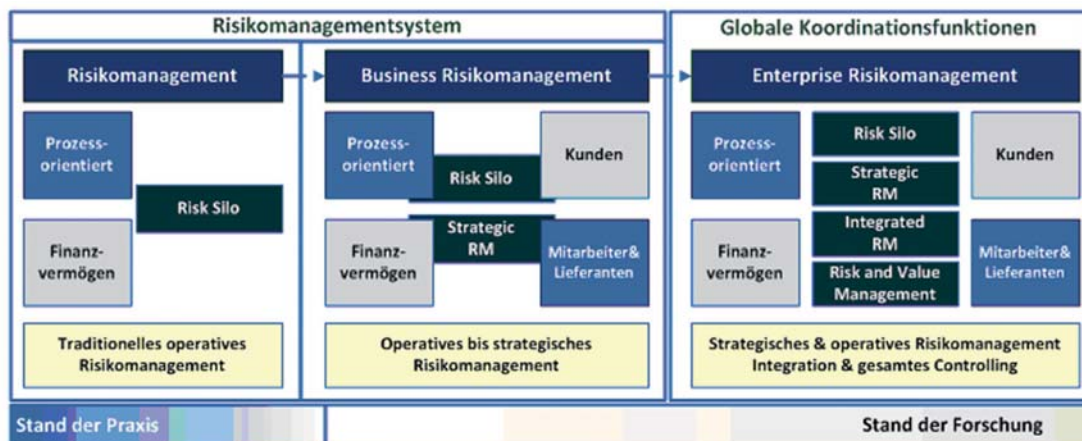 Risikomanagementsystem
Globale Koordinationsfunktionen
Risikomanagement
Business Risikomanagement
Enterprise Risikomanagement
Prozess-
orientiert
Risk Silo
Finanz-
vermögen
Prozess-
orientiert
Kunden
Risk Silo
Strategic
RM
Finanz-
vermögen
Mitarbeiter&
Lieferanten
Prozess-
orientiert
Risk Silo
Kunden
Strategic
RM
Integrated
RM
Finanz-
vermögen
Mitarbeiter&
Lieferanten
Risk and Value
Management
Traditionelles operatives
Risikomanagement
Operatives bis strategisches
Risikomanagement
Strategisches & operatives Risikomanagement
Integration & gesamtes Controlling
Stand der Praxis
Stand der Forschung